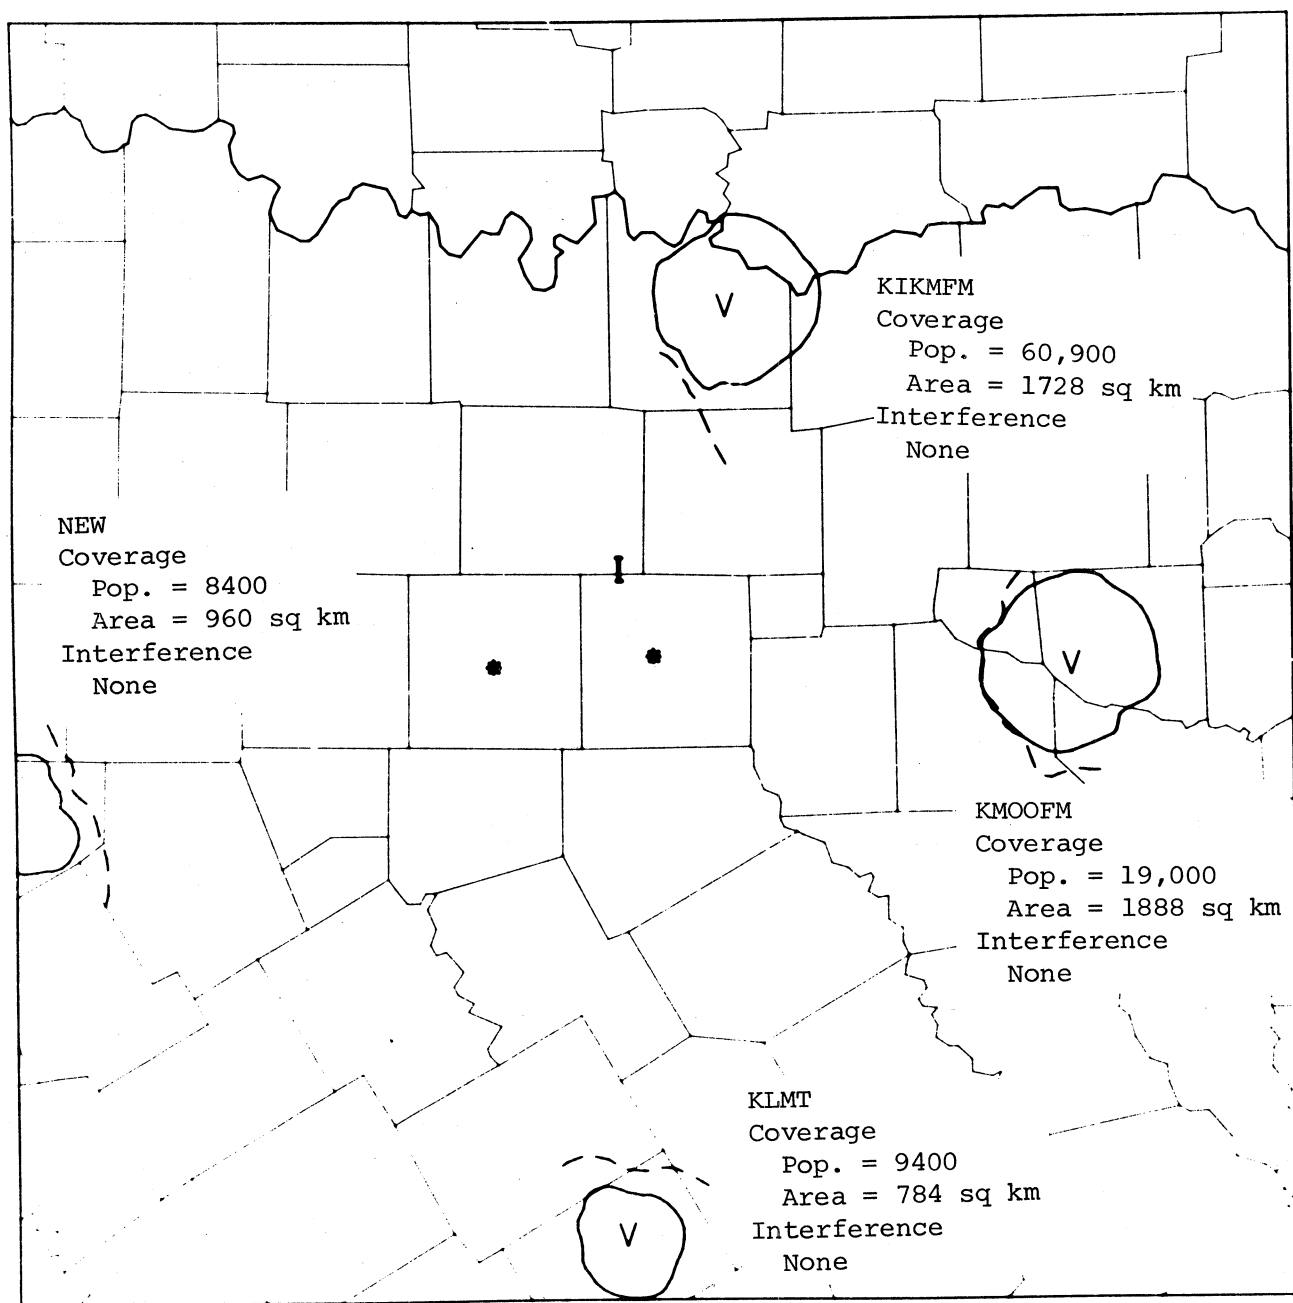 KIKMFM
Coverage
Pop. = 60,900
Area = 1728 sq km
Interference
None
NEW
Coverage
Pop. = 8400
Area = 960 sq km
Interference
None
V
I
V
KMOOFM
Coverage
Pop. = 19,000
Area = 1888 sq km
Interference
None
KLMT
Coverage
Pop. = 9400
Area = 784 sq km
Interference
None
V